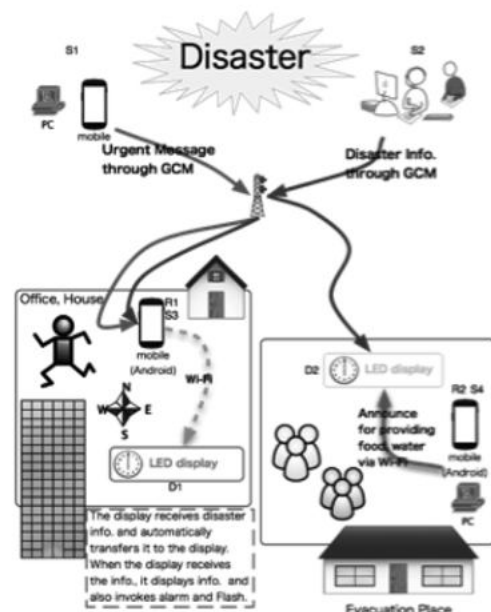 S1
Disaster
S2
PC
mobile
Urgent Message
through GCM
Disaster Info.
through GCM
Office, House
R1
S3
mobile
(Android)
Wi-Fi
N
W E
S
LED display
D1
D2
LED display
R2 S4
Announce
for providing
food, water
via Wi-Fi
mobile
(Android)
PC
The display receives disaster
info. and automatically
transfers it to the display.
When the display receives
the info., it displays info. and
also invokes alarm and Flash.
Evacuation Place